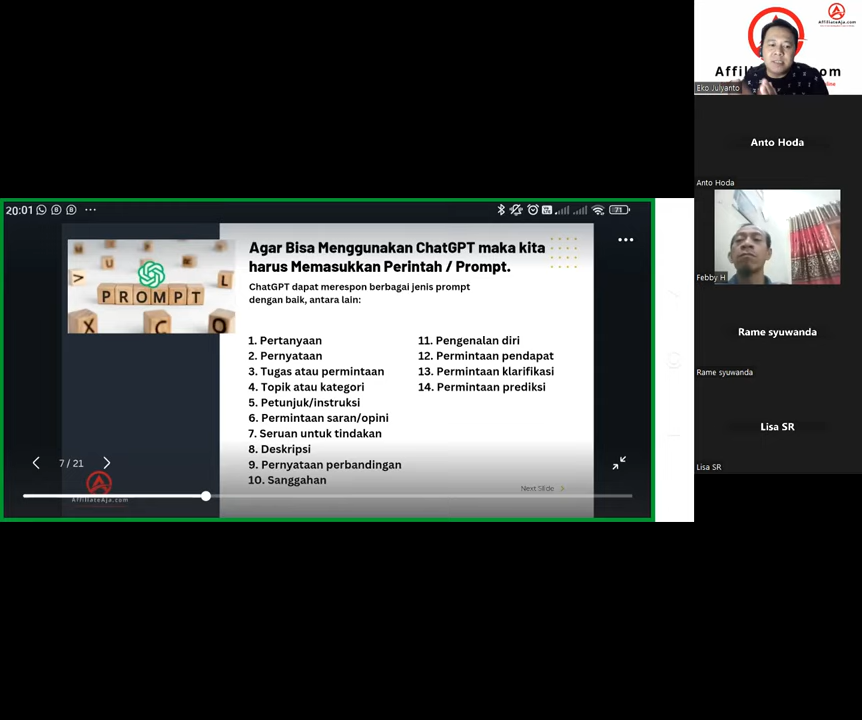 20:01
Agar Bisa Menggunakan ChatGPT maka kita
harus Memasukkan Perintah / Prompt.
ChatGPT dapat merespon berbagai jenis prompt
dengan baik, antara lain:
PROMPT
1. Pertanyaan
2. Pernyataan
3. Tugas atau permintaan
4. Topik atau kategori
5. Petunjuk/instruksi
6. Permintaan saran/opini
7. Seruan untuk tindakan
8. Deskripsi
9. Pernyataan perbandingan
10. Sanggahan
11. Pengenalan diri
12. Permintaan pendapat
13. Permintaan klarifikasi
14. Permintaan prediksi
7 / 21
AffiliateAja.com
Next Slide
AffiliateAja.com
Eko Julyanto
Anto Hoda
Anto Hoda
Febby H
Rame syuwanda
Rame syuwanda
Lisa SR
Lisa SR